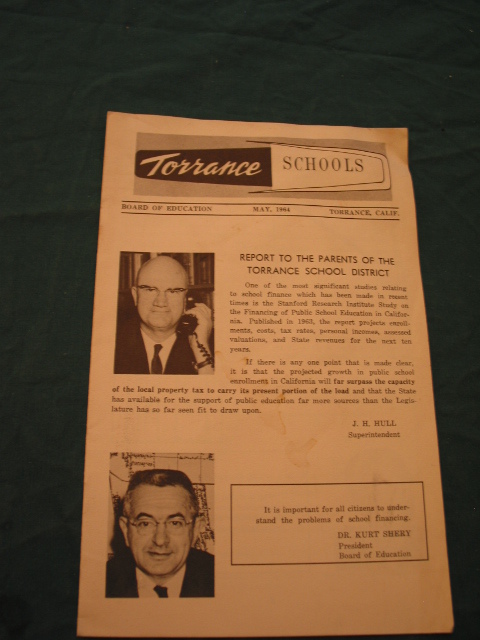 Torrance SCHOOLS
BOARD OF EDUCATION MAY, 1964 TORRANCE, CALIF.
REPORT TO THE PARENTS OF THE
TORRANCE SCHOOL DISTRICT
One of the most significant studies relating
to school finance which has been made in recent
times is the Stanford Research Institute Study on
the Financing of Public School Education in Califor-
nia. Published in 1963, the report projects enroll-
ments, costs, tax rates, personal incomes, assessed
valuations, and State revenues for the next ten
years.
If there is any one point that is made clear,
it is that the projected growth in public school
enrollment in California will far surpass the capacity
of the local property tax to carry its present portion of the load and that the State
has available for the support of public education far more sources than the Legis-
lature has so far seen fit to draw upon.
J. H. HULL
Superintendent
It is important for all citizens to under-
stand the problems of school financing.
DR. KURT SHERY
President
Board of Education